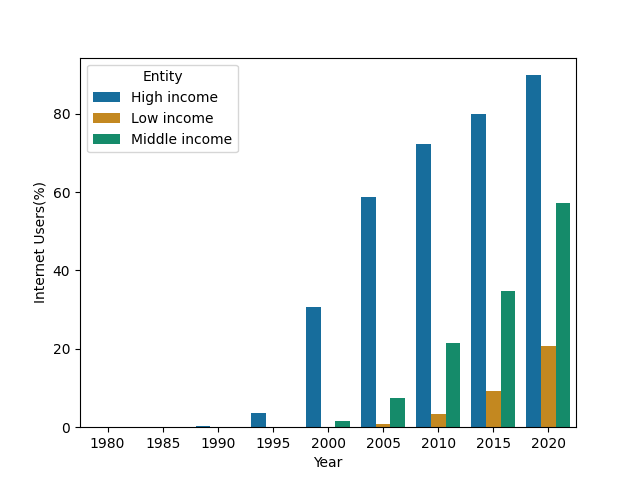 Entity
High income
Low income
Middle income
Internet Users(%)
80
60
40
20
0
1980 1985 1990 1995 2000 2005 2010 2015 2020
Year